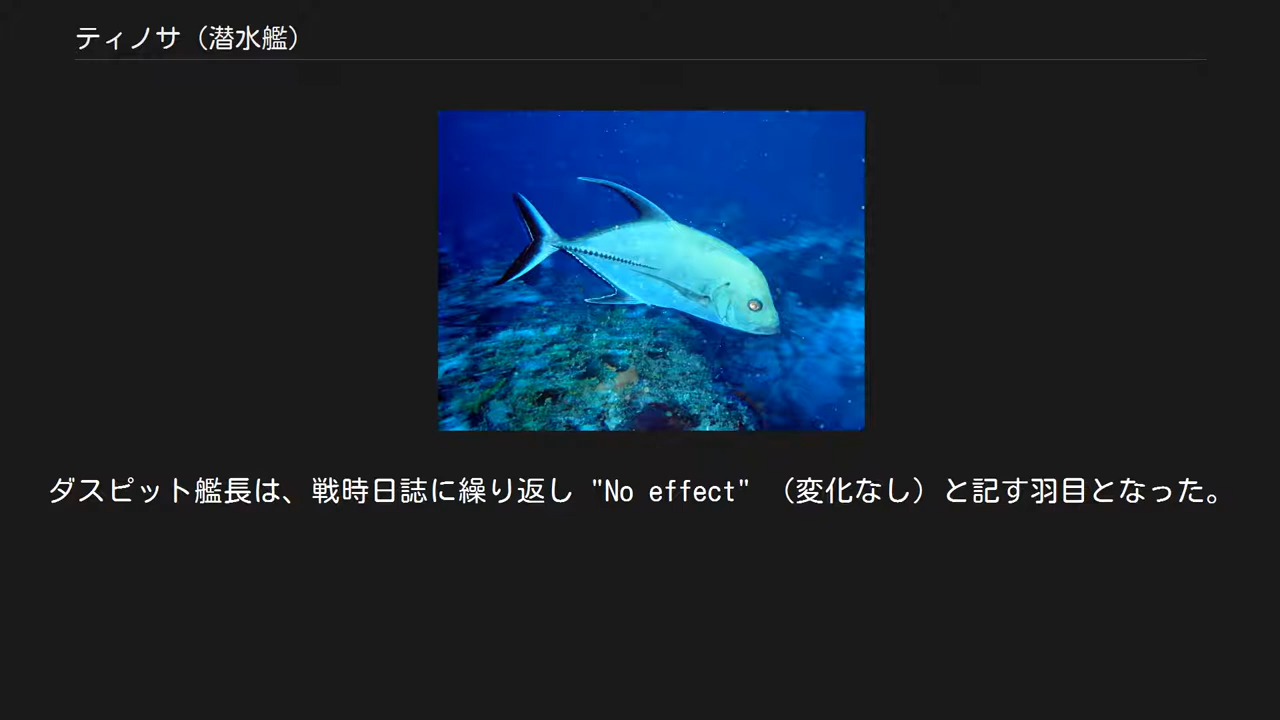 ティノサ（潜水艦）
ダスピット艦長は、戦時日誌に繰り返し "No effect" （変化なし）と記す羽目となった。